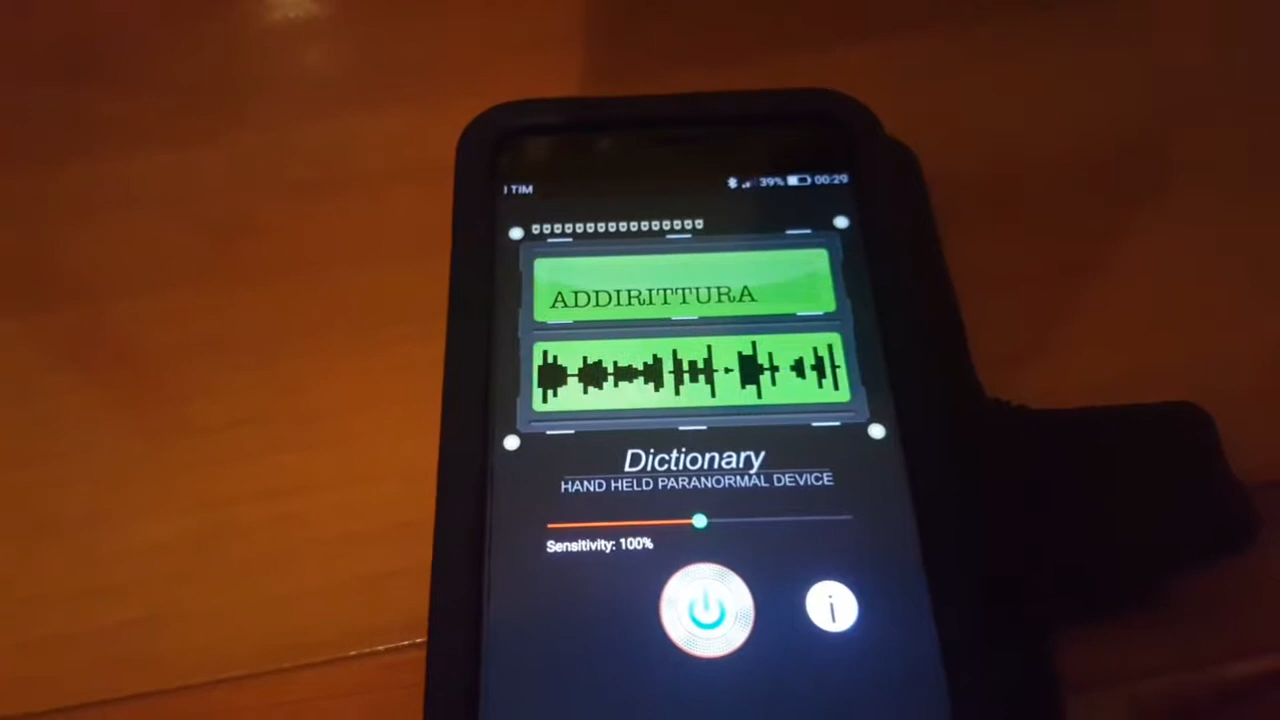 TIM 39% 00:29
ADDIRITTURA
Dictionary
HAND HELD PARANORMAL DEVICE
Sensitivity: 100%
i